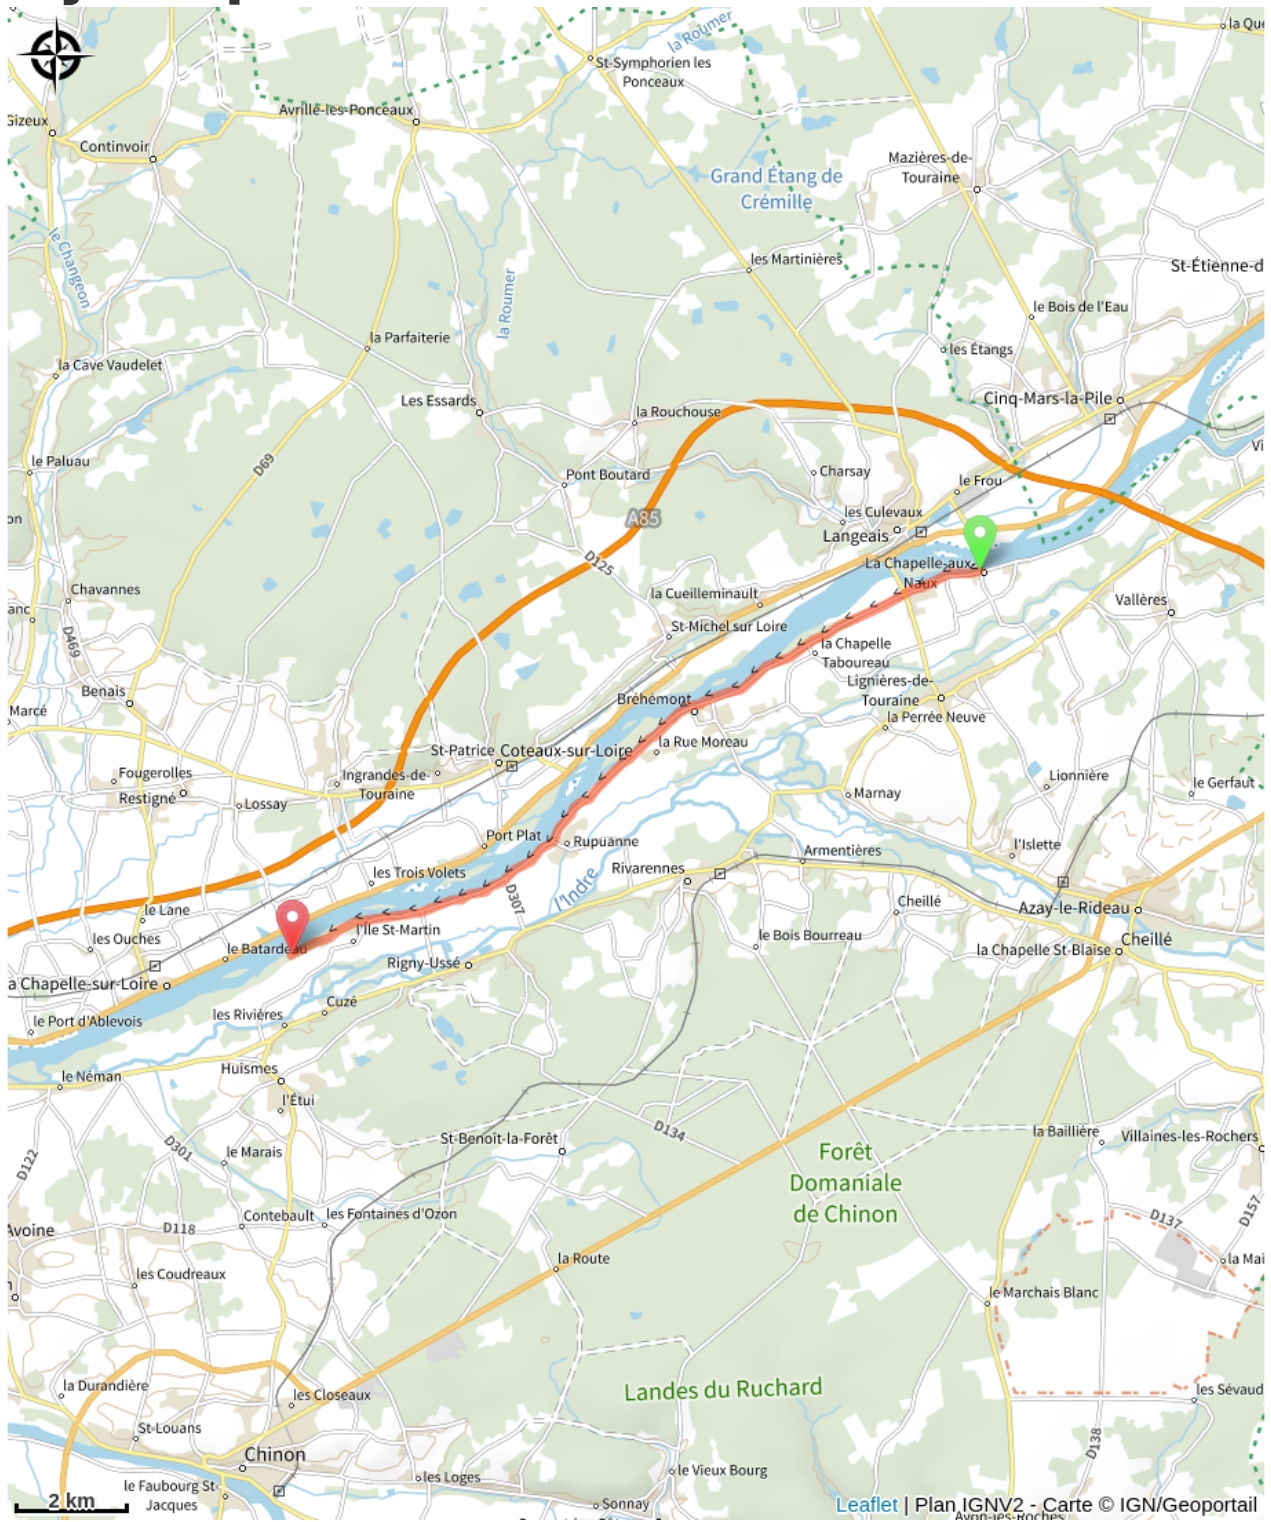 la Roumer
la Que
St-Symphorien les
Ponceaux
Avrillé-les-Ponceaux
Gizeux
Continvoir
Mazières-de-
Touraine
Grand Étang de
Crémille
le Changeon
la Roumer
les Martinières
St-Étienne-d
le Bois de l'Eau
la Parfaiterie
les Étangs
la Cave Vaudelet
Les Essards
Cinq-Mars-la-Pile
la Rouchouse
Vi
le Paluau
D69
Pont Boutard
Charsay
le Frou
on
A85
les Culevaux
Langeais
D125
La Chapelle-aux-
Naux
Chavannes
la Cueilleminault
Vallères
anc
St-Michel sur Loire
D469
la Chapelle
Taboureau
Lignières-de-
Touraine
Benais
Bréhémont
Marcé
la Perrée Neuve
la Rue Moreau
St-Patrice
Coteaux-sur-Loire
Fougerolles
Ingrandes-de-
Touraine
Lionnière
le Gerfaut
Restigné
Lossay
Marnay
Port Plat
Rupuanne
Armentières
l'Islette
les Trois Volets
Rivarennes
l'Indre
D307
Cheillé
Azay-le-Rideau
le Lane
l'Ile St-Martin
les Ouches
le Batardeau
le Bois Bourreau
la Chapelle St-Blaise
Cheillé
Rigny-Ussé
a Chapelle-sur-Loire
Cuzé
le Port d'Ablevois
les Rivières
Huismes
le Néman
l'Étui
D134
la Baillière
Villaines-les-Rochers
St-Benoît-la-Forêt
D301
le Marais
D122
Forêt
Domaniale
de Chinon
D157
Contebault
les Fontaines d'Ozon
D137
Avoine
D118
la Route
la Mai
les Coudreaux
le Marchais Blanc
la Durandière
les Closeaux
Landes du Ruchard
les Sévaud
St-Louans
D138
Chinon
les Loges
le Vieux Bourg
le Faubourg St-
Jacques
Sonnay
2 km
Leaflet | Plan IGNV2 - Carte © IGN/Geoportail
Avon-les-Roches